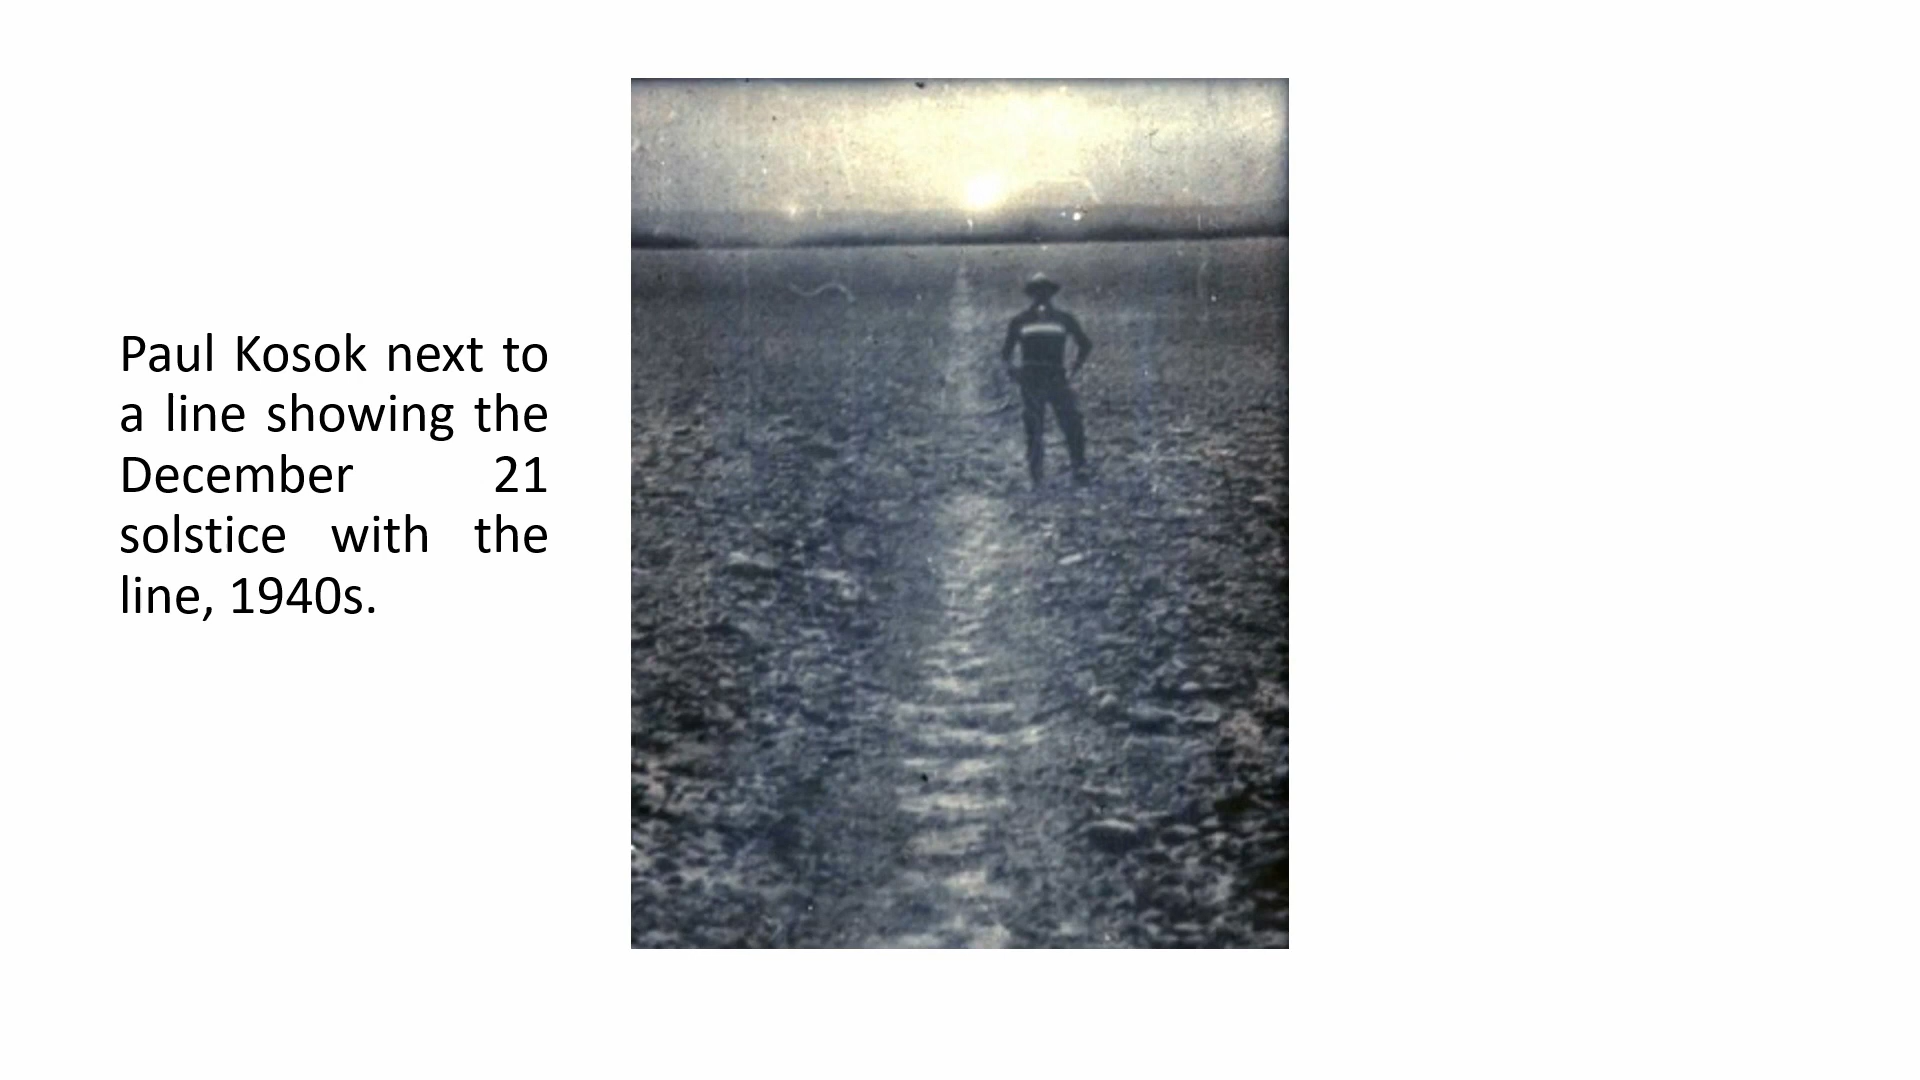 Paul Kosok next to
a line showing the
December 21
solstice with the
line, 1940s.